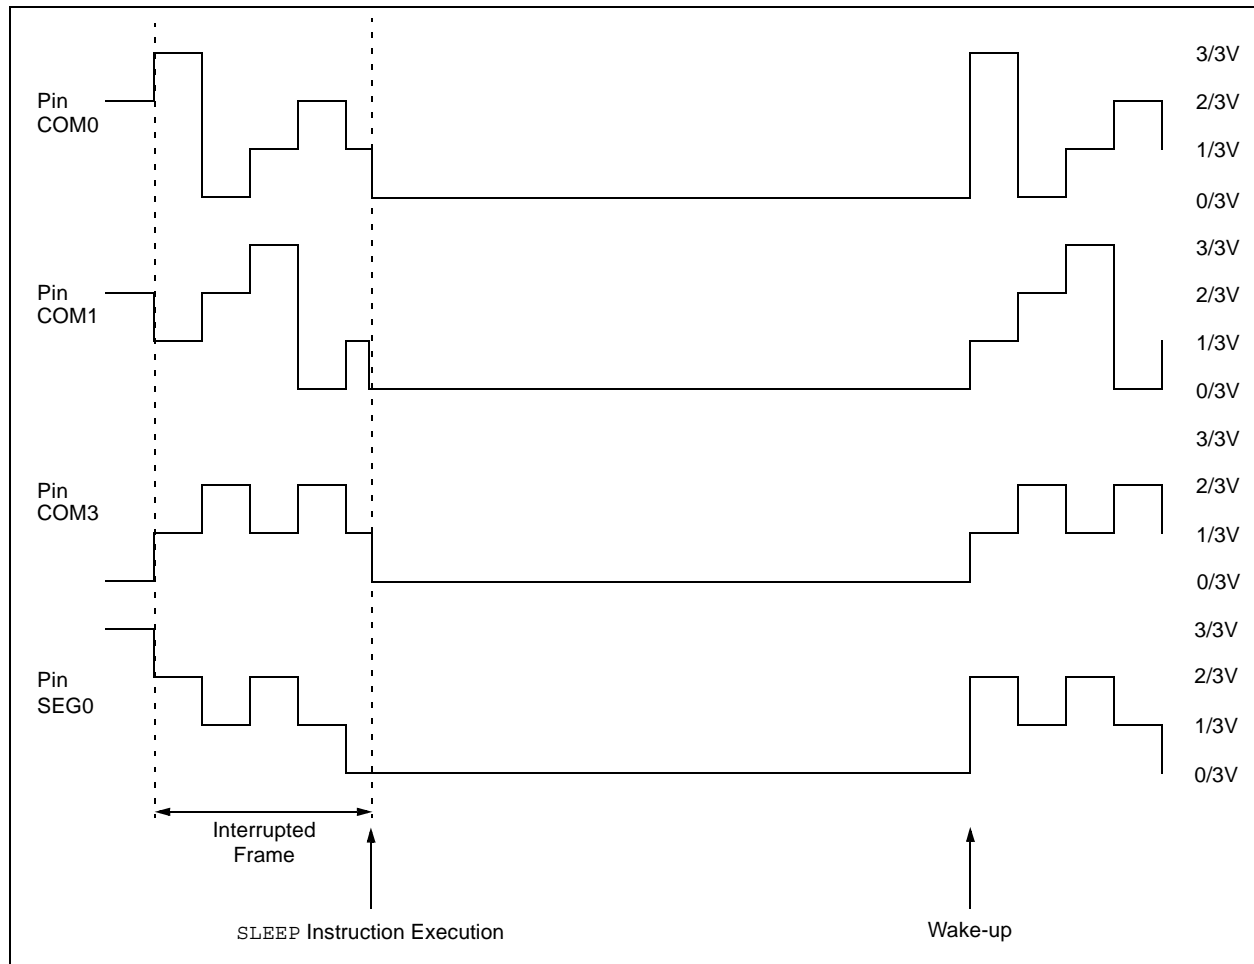 3/3V
Pin
COM0
2/3V
1/3V
0/3V
3/3V
Pin
COM1
2/3V
1/3V
0/3V
3/3V
Pin
COM3
2/3V
1/3V
0/3V
3/3V
Pin
SEG0
2/3V
1/3V
0/3V
Interrupted
Frame
SLEEP Instruction Execution
Wake-up